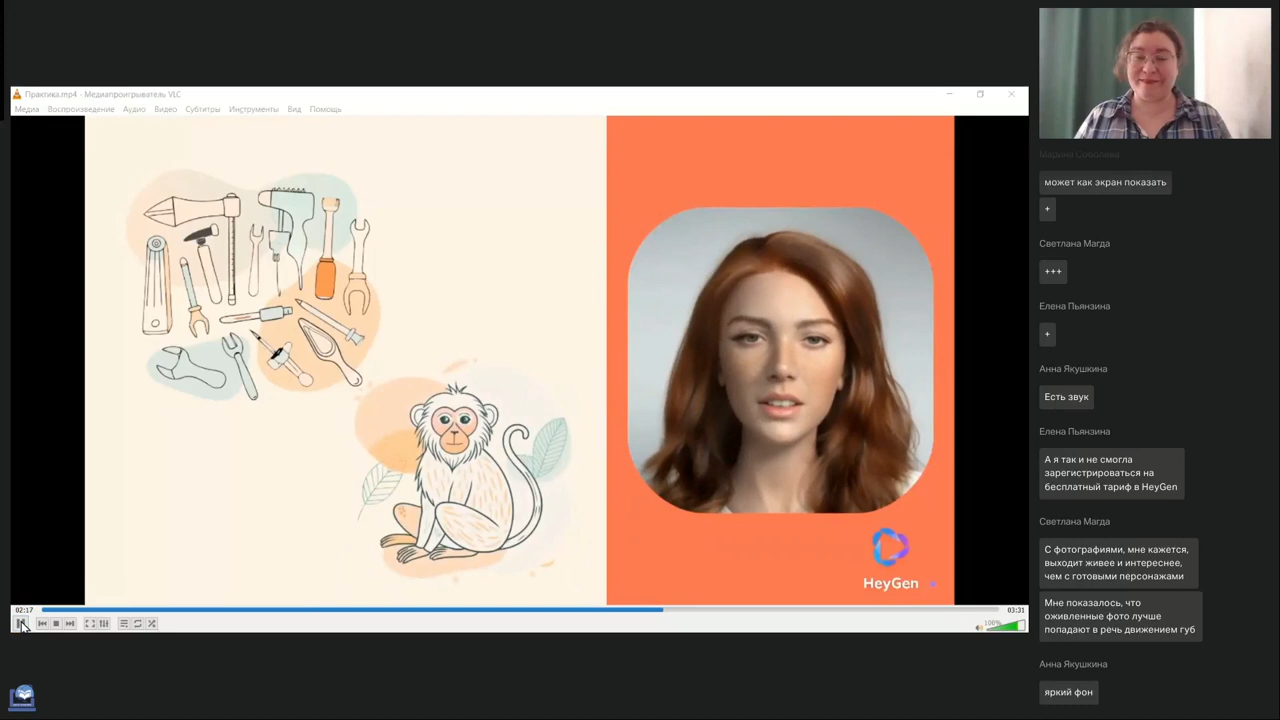 Практика.mp4 - Медиапроигрыватель VLC
Медиа Воспроизведение Аудио Видео Субтитры Инструменты Вид Помощь
HeyGen
02:17
03:31
100%
Марина Соболева
может как экран показать
+
Светлана Магда
+++
Елена Пьянзина
+
Анна Якушкина
Есть звук
Елена Пьянзина
А я так и не смогла
зарегистрироваться на
бесплатный тариф в HeyGen
Светлана Магда
С фотографиями, мне кажется,
выходит живее и интереснее,
чем с готовыми персонажами
Мне показалось, что
оживленные фото лучше
попадают в речь движением губ
Анна Якушкина
яркий фон